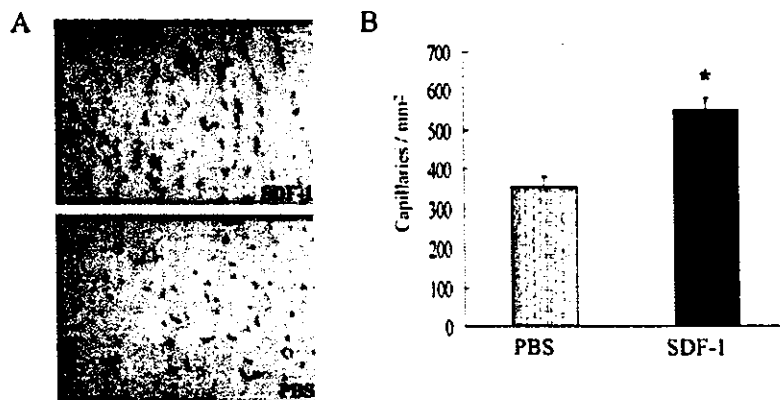 A
SDF-1
PBS
B
Capillaries / mm²
700
600
500
400
300
200
100
0
*
PBS
SDF-1